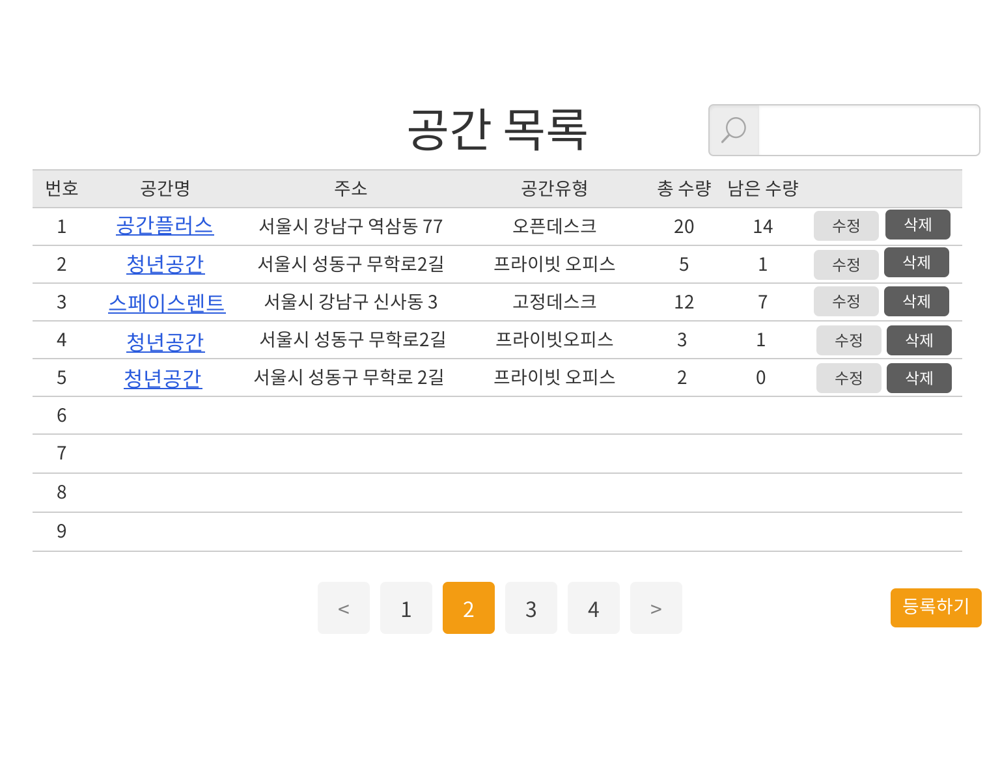 공간 목록
번호 공간명 주소 공간유형 총 수량 남은 수량
1 공간플러스 서울시 강남구 역삼동 77 오픈데스크 20 14 수정 삭제
2 청년공간 서울시 성동구 무학로2길 프라이빗 오피스 5 1 수정 삭제
3 스페이스렌트 서울시 강남구 신사동 3 고정데스크 12 7 수정 삭제
4 청년공간 서울시 성동구 무학로2길 프라이빗오피스 3 1 수정 삭제
5 청년공간 서울시 성동구 무학로 2길 프라이빗 오피스 2 0 수정 삭제
6
7
8
9
< 1 2 3 4 > 등록하기